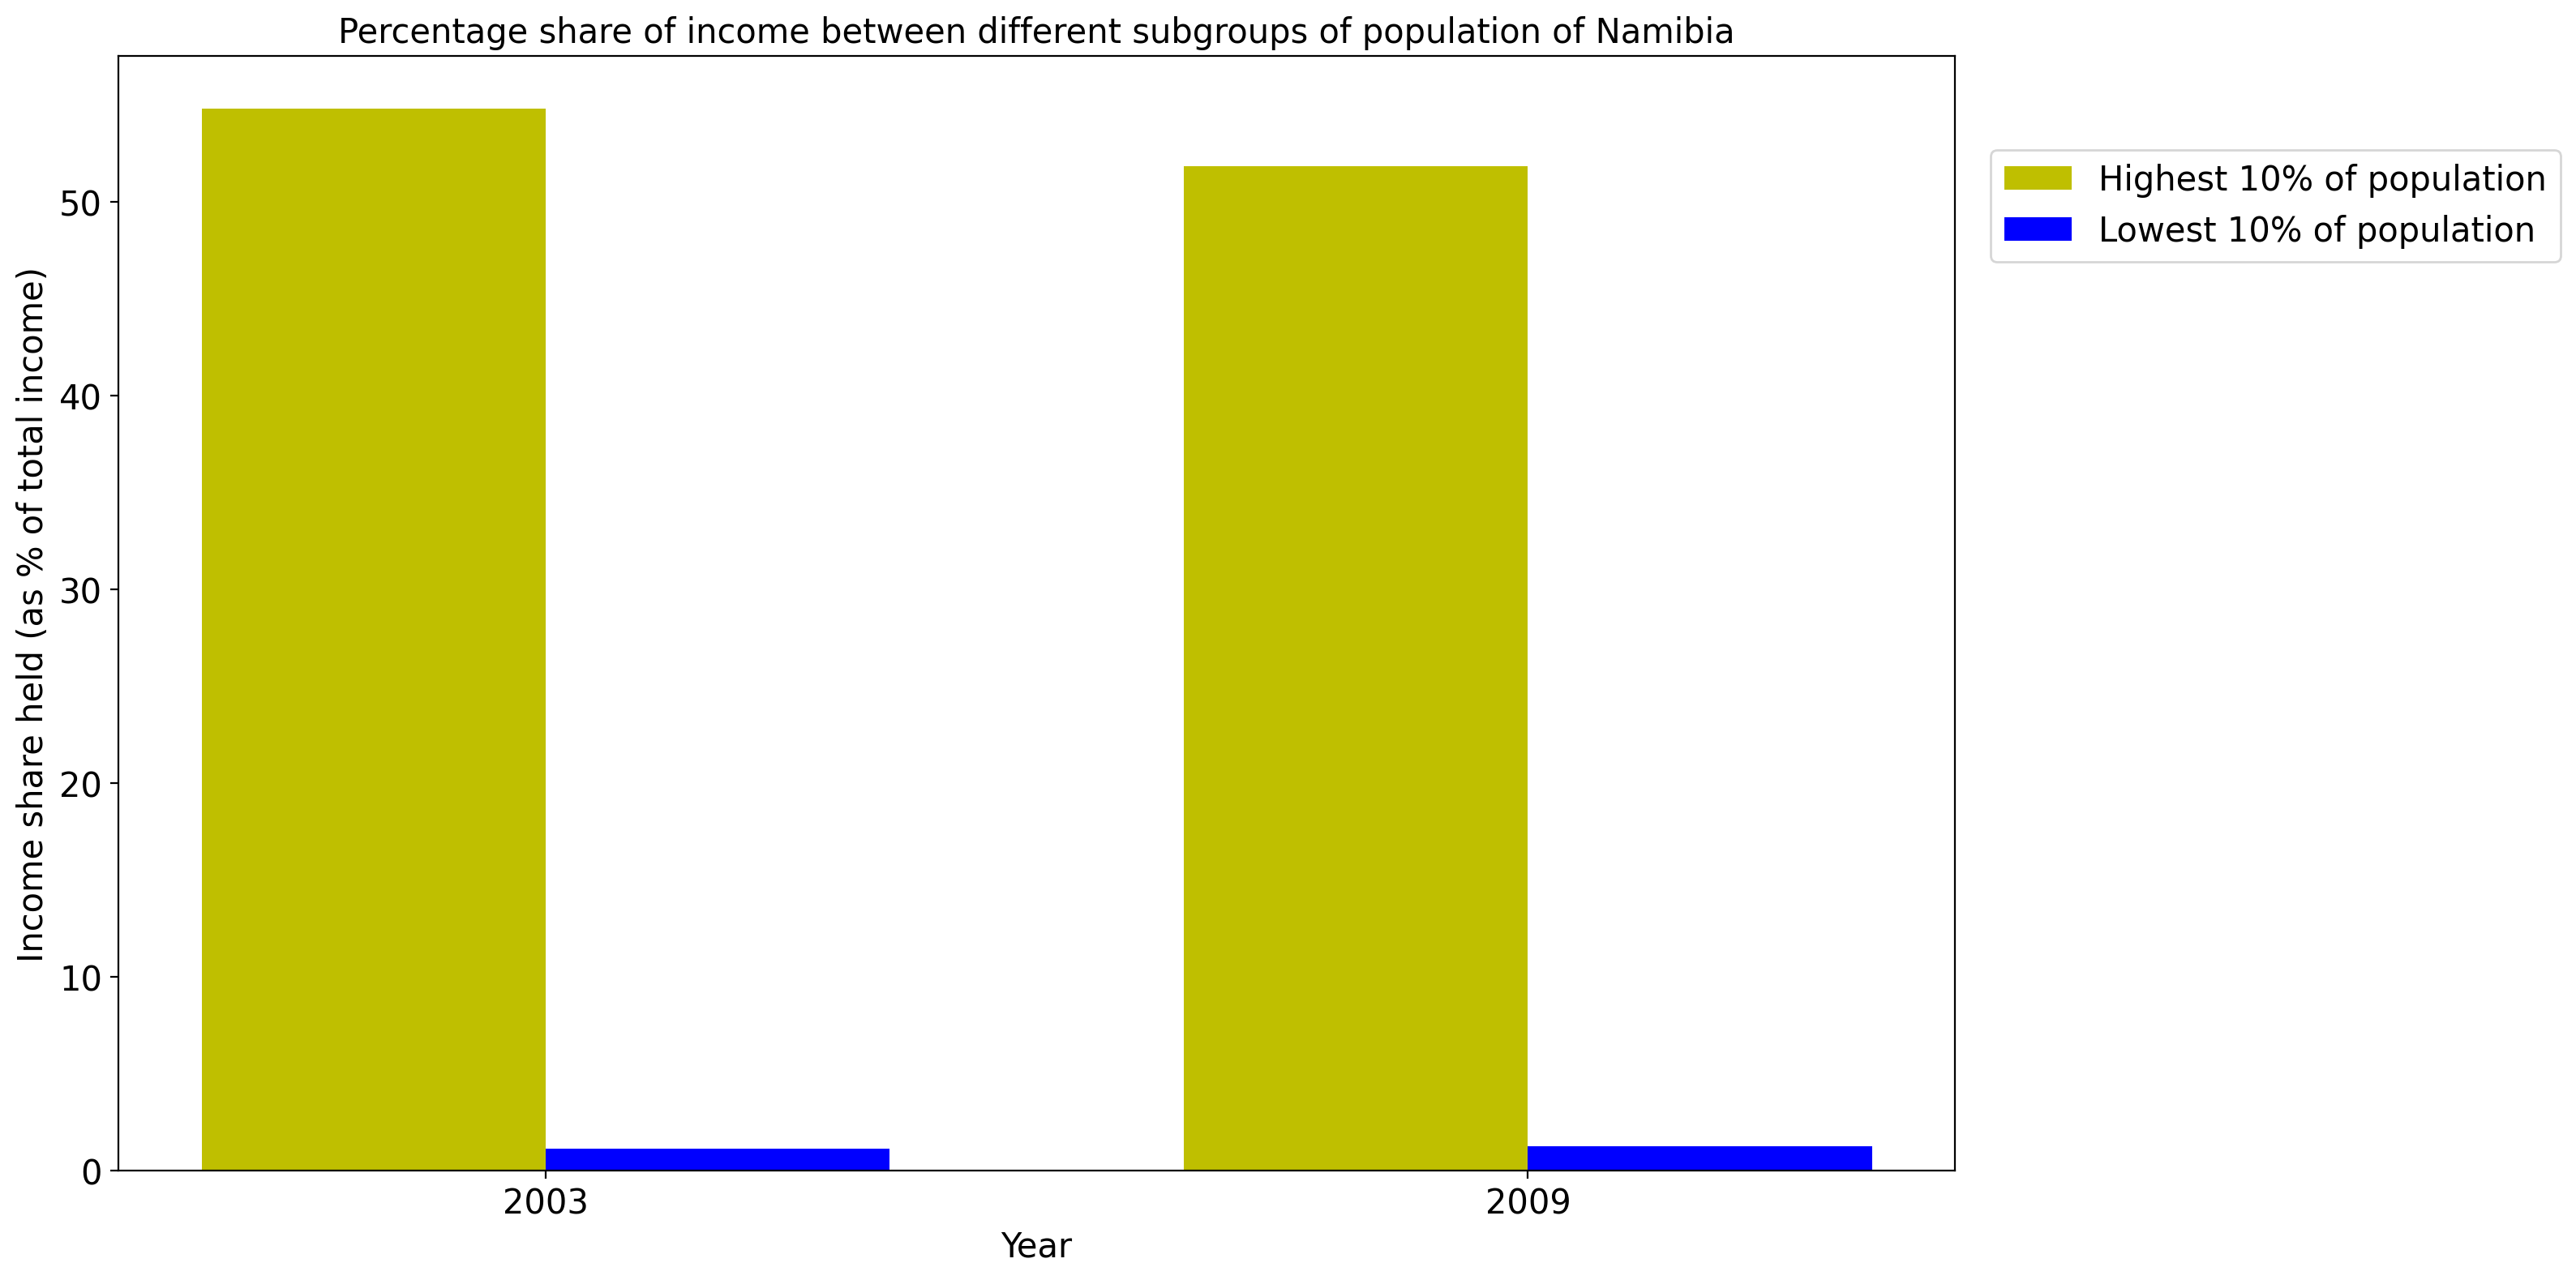 Percentage share of income between different subgroups of population of Namibia
Income share held (as % of total income)
50
40
30
20
10
0
2003
2009
Year
Highest 10% of population
Lowest 10% of population